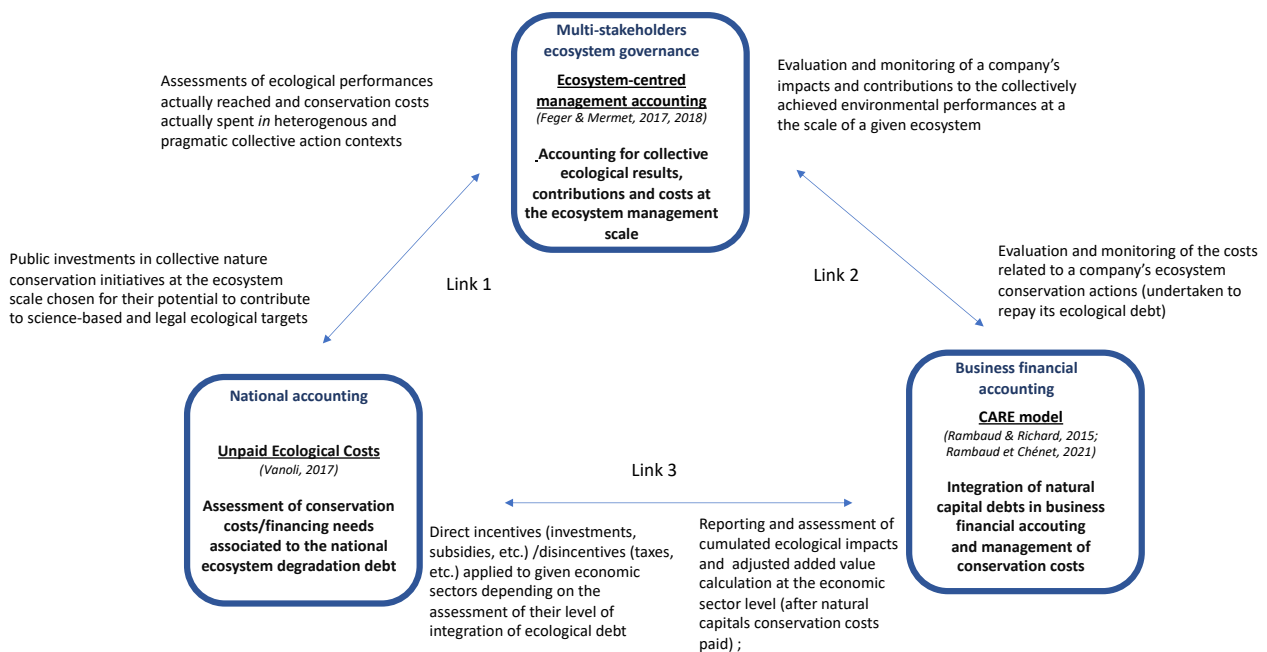 Multi-stakeholders
ecosystem governance
Ecosystem-centred
management accounting
(Feger & Mermet, 2017, 2018)
Accounting for collective
ecological results,
contributions and costs at
the ecosystem management
scale
Assessments of ecological performances
actually reached and conservation costs
actually spent in heterogenous and
pragmatic collective action contexts
Evaluation and monitoring of a company's
impacts and contributions to the collectively
achieved environmental performances at a
the scale of a given ecosystem
Public investments in collective nature
conservation initiatives at the ecosystem
scale chosen for their potential to contribute
to science-based and legal ecological targets
Link 1
Link 2
Evaluation and monitoring of the costs
related to a company's ecosystem
conservation actions (undertaken to
repay its ecological debt)
National accounting
Unpaid Ecological Costs
(Vanoli, 2017)
Assessment of conservation
costs/financing needs
associated to the national
ecosystem degradation debt
Link 3
Direct incentives (investments,
subsidies, etc.) /disincentives (taxes,
etc.) applied to given economic
sectors depending on the
assessment of their level of
integration of ecological debt
Reporting and assessment of
cumulated ecological impacts
and adjusted added value
calculation at the economic
sector level (after natural
capitals conservation costs
paid) ;
Business financial
accounting
CARE model
(Rambaud & Richard, 2015;
Rambaud et Chénet, 2021)
Integration of natural
capital debts in business
financial accouting
and management of
conservation costs